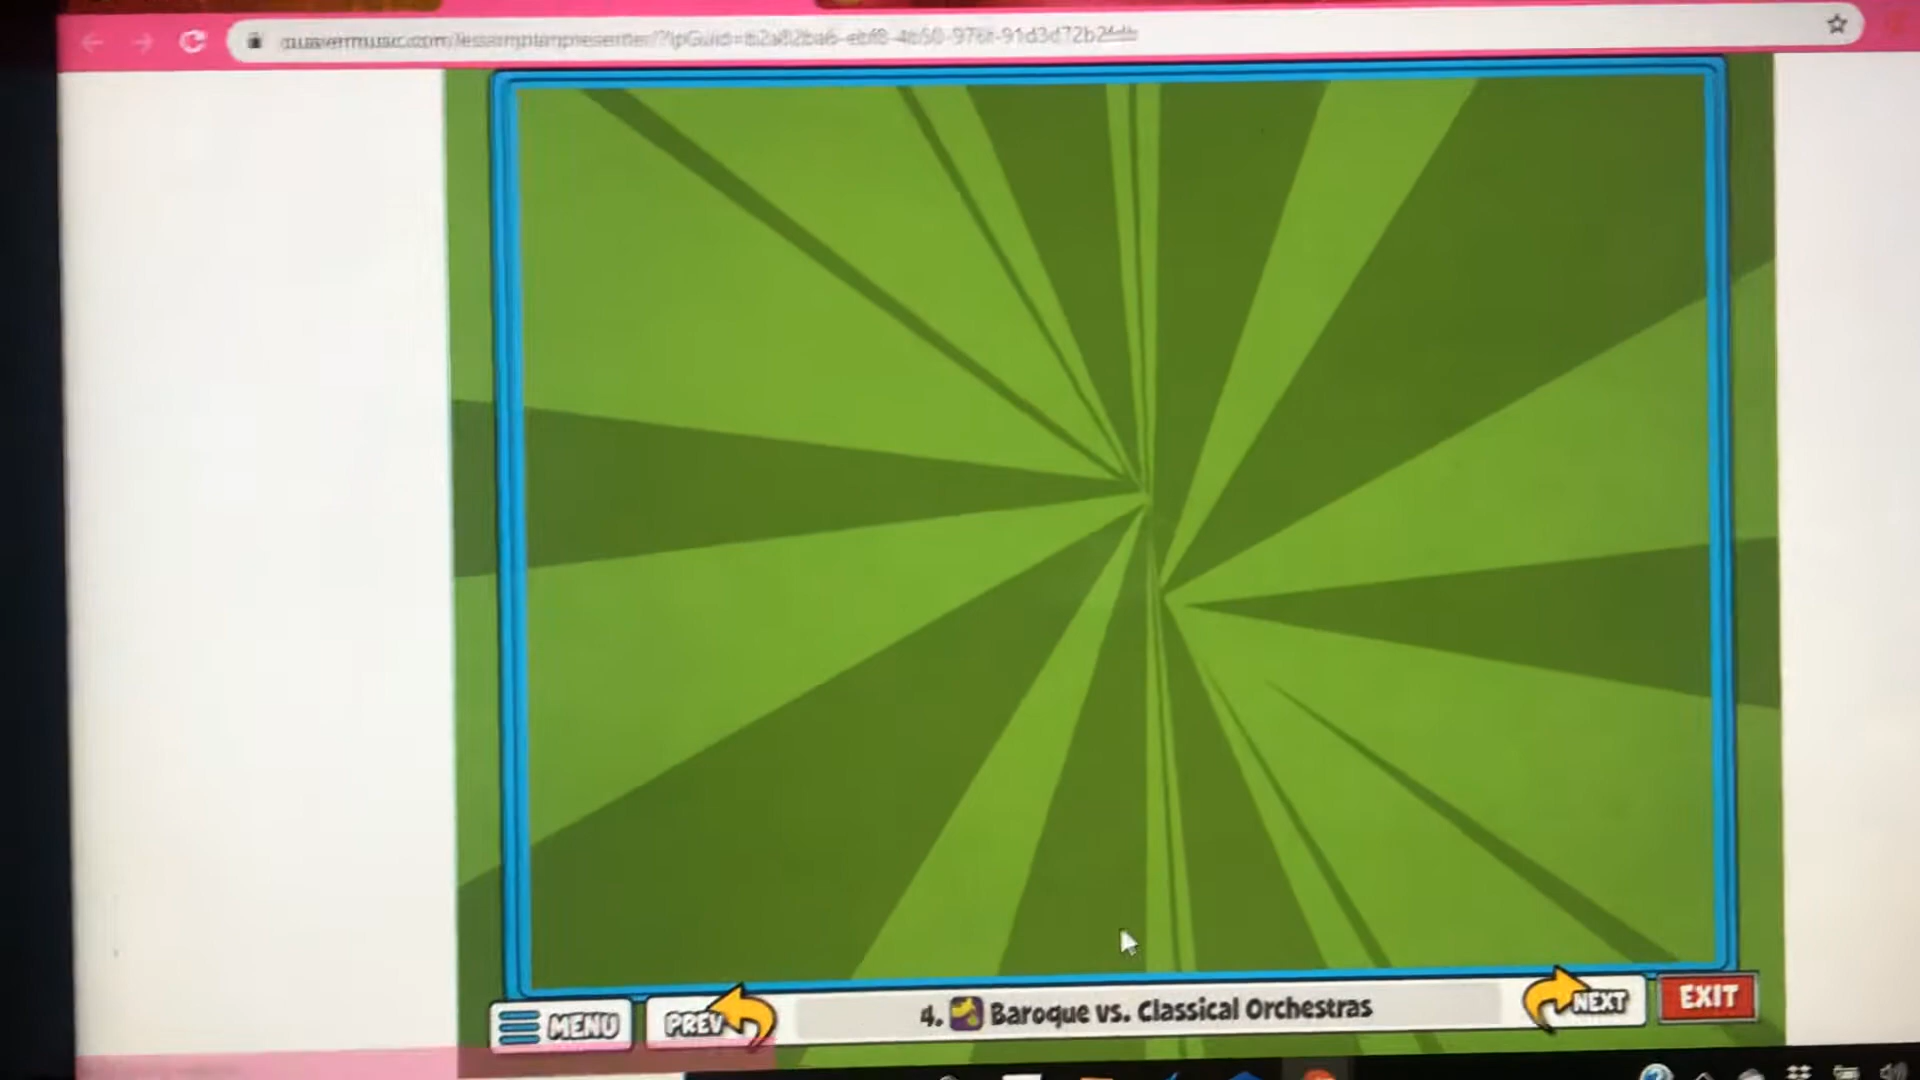 MENU
PREV
4. Baroque vs. Classical Orchestras
NEXT
EXIT